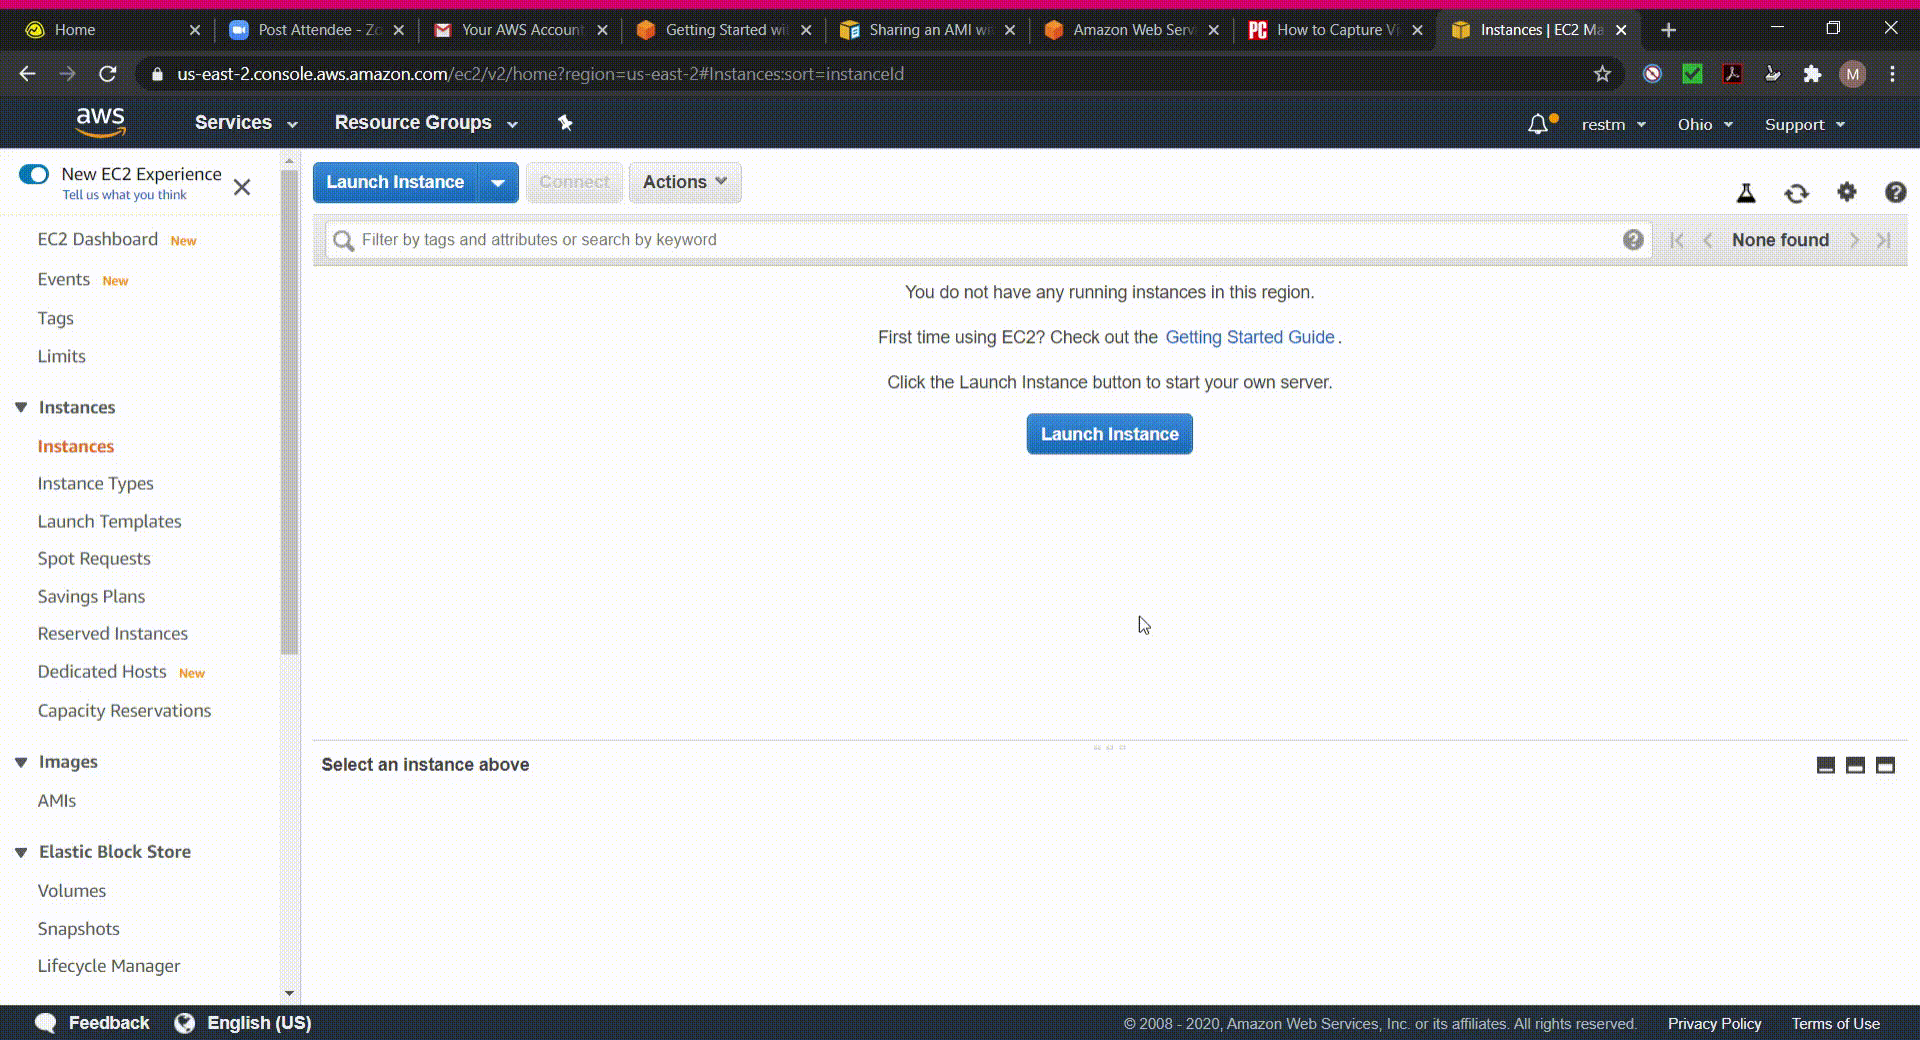 Home
Post Attendee - Zo
Your AWS Account
Getting Started wit
Sharing an AMI wit
Amazon Web Serv
PC How to Capture Vi
Instances | EC2 Ma
us-east-2.console.aws.amazon.com/ec2/v2/home?region=us-east-2#Instances:sort=instanceId
M
aws Services Resource Groups
restm Ohio Support
New EC2 Experience
Tell us what you think
EC2 Dashboard New
Events New
Tags
Limits
Instances
Instances
Instance Types
Launch Templates
Spot Requests
Savings Plans
Reserved Instances
Dedicated Hosts New
Capacity Reservations
Images
AMIs
Elastic Block Store
Volumes
Snapshots
Lifecycle Manager
Launch Instance Connect Actions
Filter by tags and attributes or search by keyword
None found
You do not have any running instances in this region.
First time using EC2? Check out the Getting Started Guide.
Click the Launch Instance button to start your own server.
Launch Instance
Select an instance above
Feedback English (US)
© 2008 - 2020, Amazon Web Services, Inc. or its affiliates. All rights reserved. Privacy Policy Terms of Use